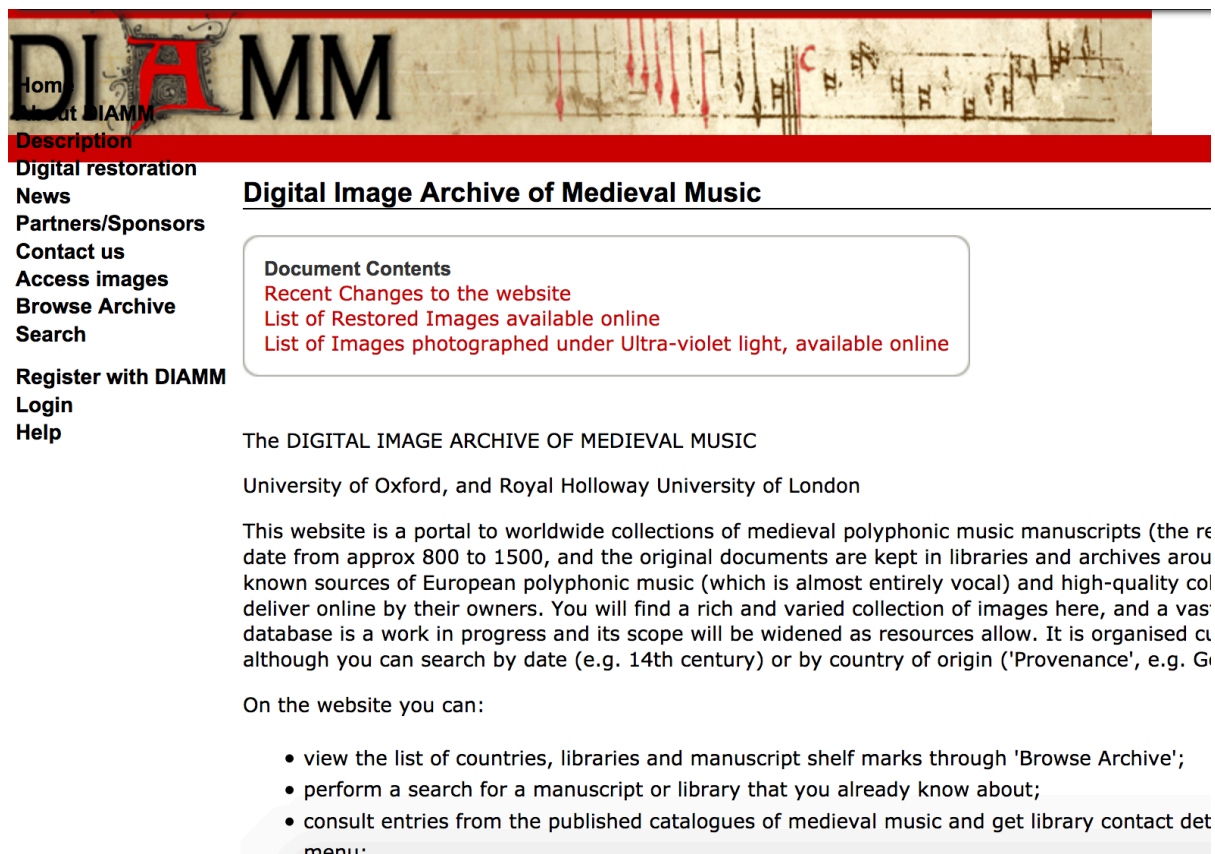 DIAMM
Home
About DIAMM
Description
Digital restoration
News
Partners/Sponsors
Contact us
Access images
Browse Archive
Search
Register with DIAMM
Login
Help
Digital Image Archive of Medieval Music
Document Contents
Recent Changes to the website
List of Restored Images available online
List of Images photographed under Ultra-violet light, available online
The DIGITAL IMAGE ARCHIVE OF MEDIEVAL MUSIC
University of Oxford, and Royal Holloway University of London
This website is a portal to worldwide collections of medieval polyphonic music manuscripts (the
date from approx 800 to 1500, and the original documents are kept in libraries and archives
known sources of European polyphonic music (which is almost entirely vocal) and high-quality
deliver online by their owners. You will find a rich and varied collection of images here, and a
database is a work in progress and its scope will be widened as resources allow. It is organised
although you can search by date (e.g. 14th century) or by country of origin ('Provenance', e.g.
On the website you can:
• view the list of countries, libraries and manuscript shelf marks through 'Browse Archive';
• perform a search for a manuscript or library that you already know about;
• consult entries from the published catalogues of medieval music and get library contact
menu;